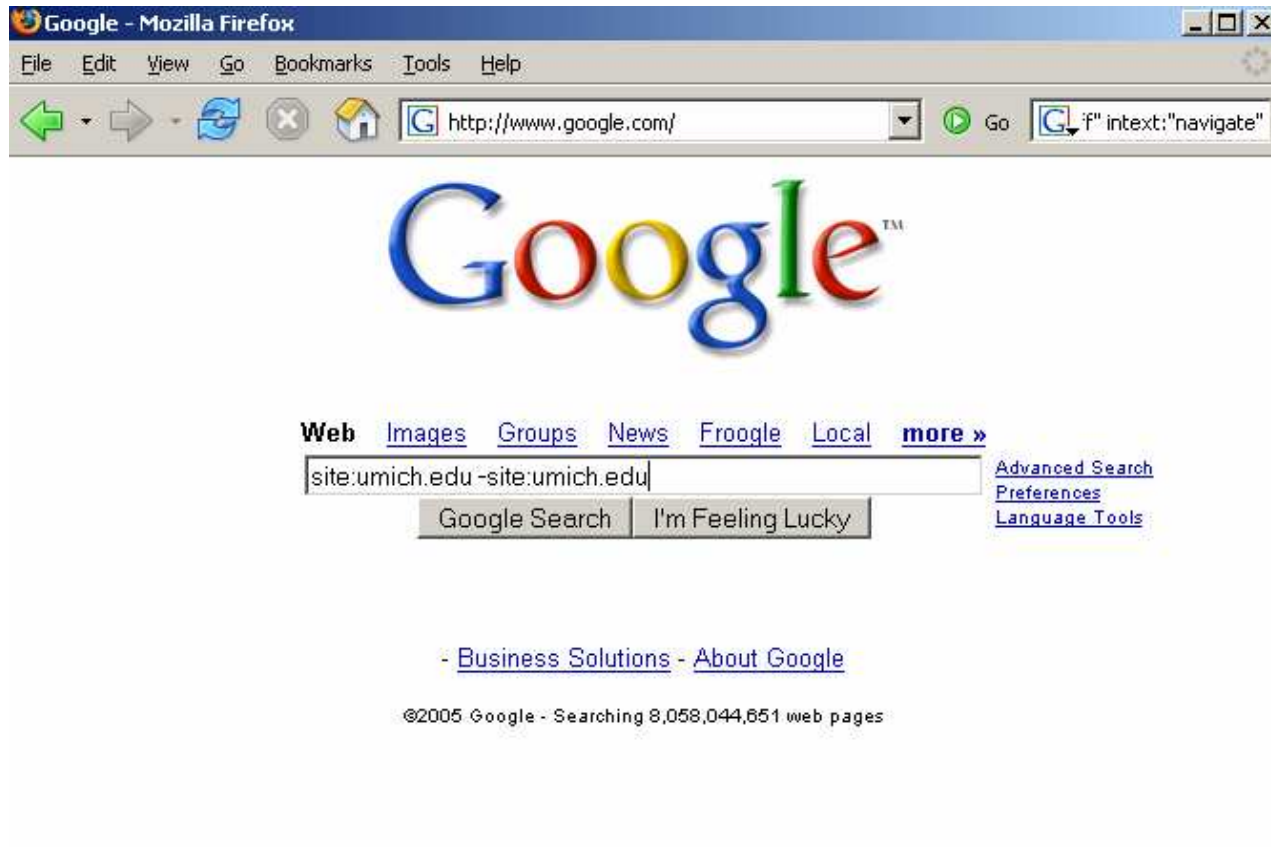 Google - Mozilla Firefox
File Edit View Go Bookmarks Tools Help
G http://www.google.com/ Go G f" intext:"navigate"
Google™
Web Images Groups News Froogle Local more »
site:umich.edu -site:umich.edu Advanced Search
Preferences
Google Search I'm Feeling Lucky Language Tools
- Business Solutions - About Google
©2005 Google - Searching 8,058,044,651 web pages